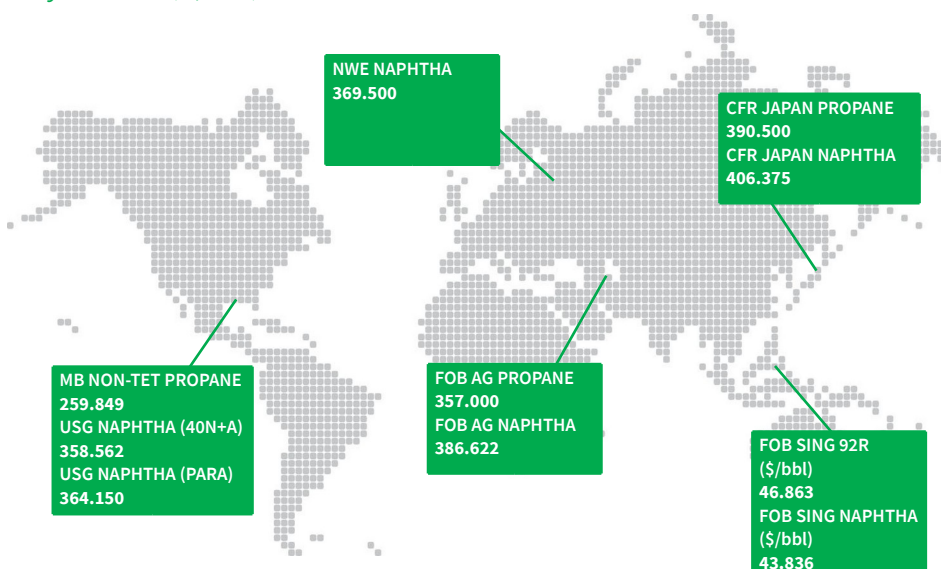 NWE NAPHTHA
369.500
CFR JAPAN PROPANE
390.500
CFR JAPAN NAPHTHA
406.375
MB NON-TET PROPANE
259.849
USG NAPHTHA (40N+A)
358.562
USG NAPHTHA (PARA)
364.150
FOB AG PROPANE
357.000
FOB AG NAPHTHA
386.622
FOB SING 92R
($/bbl)
46.863
FOB SING NAPHTHA
($/bbl)
43.836